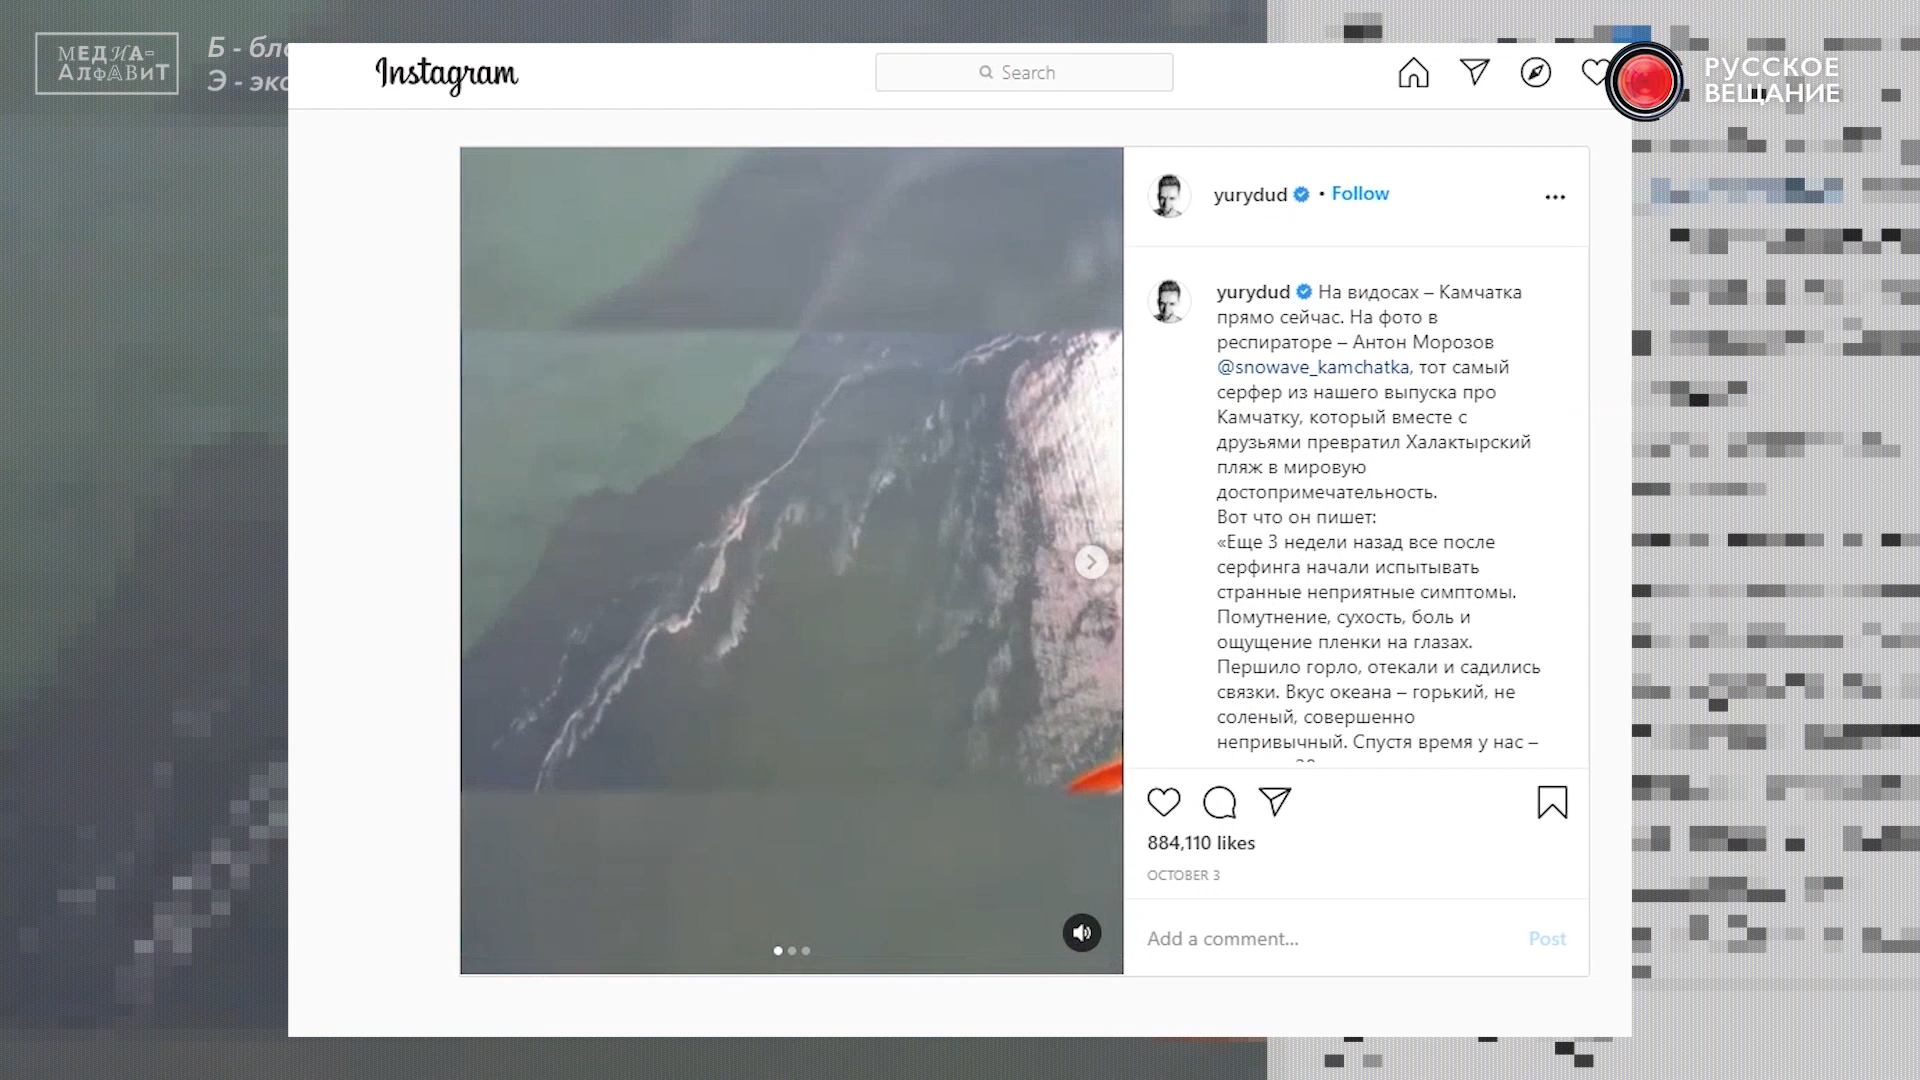 МЕДИА-
АЛФАВИТ
Б -
Э -
Instagram
Search
РУССКОЕ
ВЕЩАНИЕ
yurydud • Follow
yurydud На видосах – Камчатка
прямо сейчас. На фото в
респираторе – Антон Морозов
@snowave_kamchatka, тот самый
серфер из нашего выпуска про
Камчатку, который вместе с
друзьями превратил Халактырский
пляж в мировую
достопримечательность.
Вот что он пишет:
«Еще 3 недели назад все после
серфинга начали испытывать
странные неприятные симптомы.
Помутнение, сухость, боль и
ощущение пленки на глазах.
Першило горло, отекали и садились
связки. Вкус океана – горький, не
соленый, совершенно
непривычный. Спустя время у нас –
884,110 likes
OCTOBER 3
Add a comment...
Post